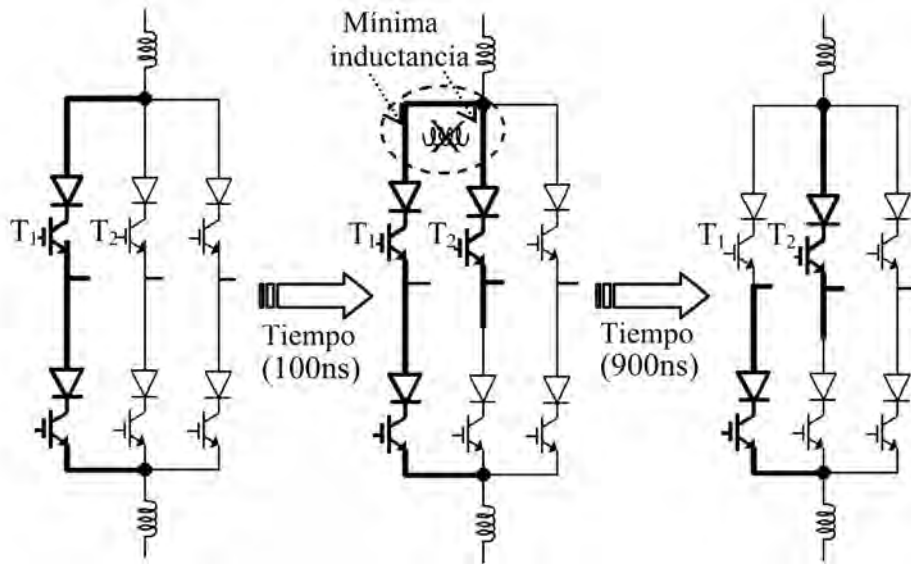 Mínima
inductancia
T1
T2
T1
T2
T1
T2
Tiempo
(100ns)
Tiempo
(900ns)